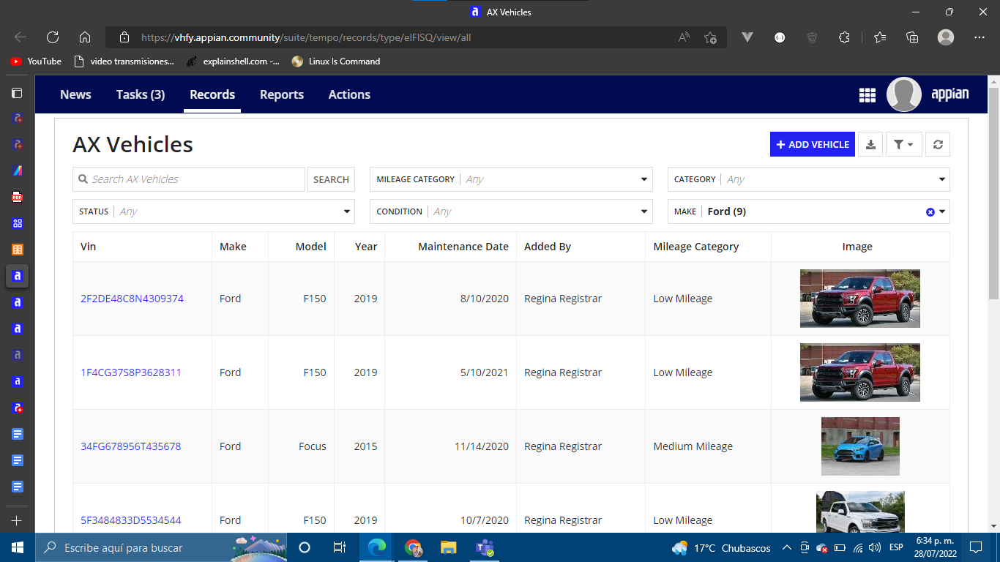 AX Vehicles
https://vhfy.appian.community/suite/tempo/records/type/eIFISQ/view/all
YouTube video transmisiones... explainshell.com -... Linux Is Command
News Tasks (3) Records Reports Actions appian
AX Vehicles
+ ADD VEHICLE
Search AX Vehicles SEARCH MILEAGE CATEGORY Any CATEGORY Any
STATUS Any CONDITION Any MAKE Ford (9)
Vin Make Model Year Maintenance Date Added By Mileage Category Image
2F2DE48C8N4309374 Ford F150 2019 8/10/2020 Regina Registrar Low Mileage
1F4CG37S8P3628311 Ford F150 2019 5/10/2021 Regina Registrar Low Mileage
34FG678956T435678 Ford Focus 2015 11/14/2020 Regina Registrar Medium Mileage
5F3484833D5534544 Ford F150 2019 10/7/2020 Regina Registrar Low Mileage
Escribe aquí para buscar 17°C Chubascos ESP 6:34 p. m.
28/07/2022